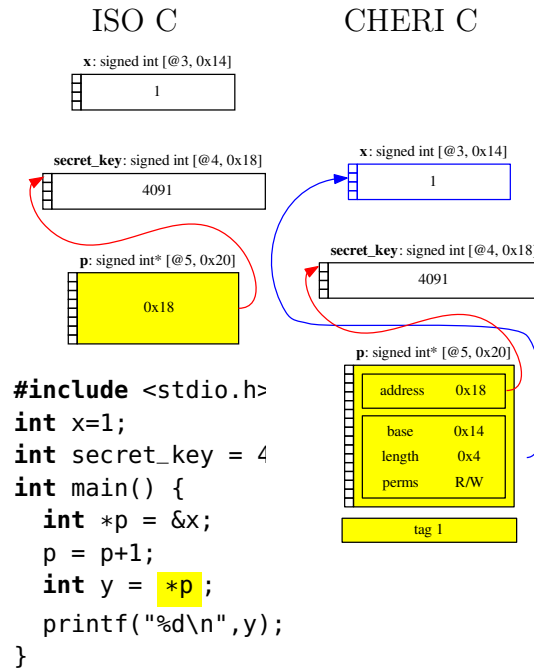 ISO C
x: signed int [@3, 0x14]
1
secret_key: signed int [@4, 0x18]
4091
p: signed int* [@5, 0x20]
0x18
CHERI C
x: signed int [@3, 0x14]
1
secret_key: signed int [@4, 0x18]
4091
p: signed int* [@5, 0x20]
address 0x18
base 0x14
length 0x4
perms R/W
tag 1
#include <stdio.h>
int x=1;
int secret_key = 4
int main() {
int *p = &x;
p = p+1;
int y = *p;
printf("%d\n",y);
}